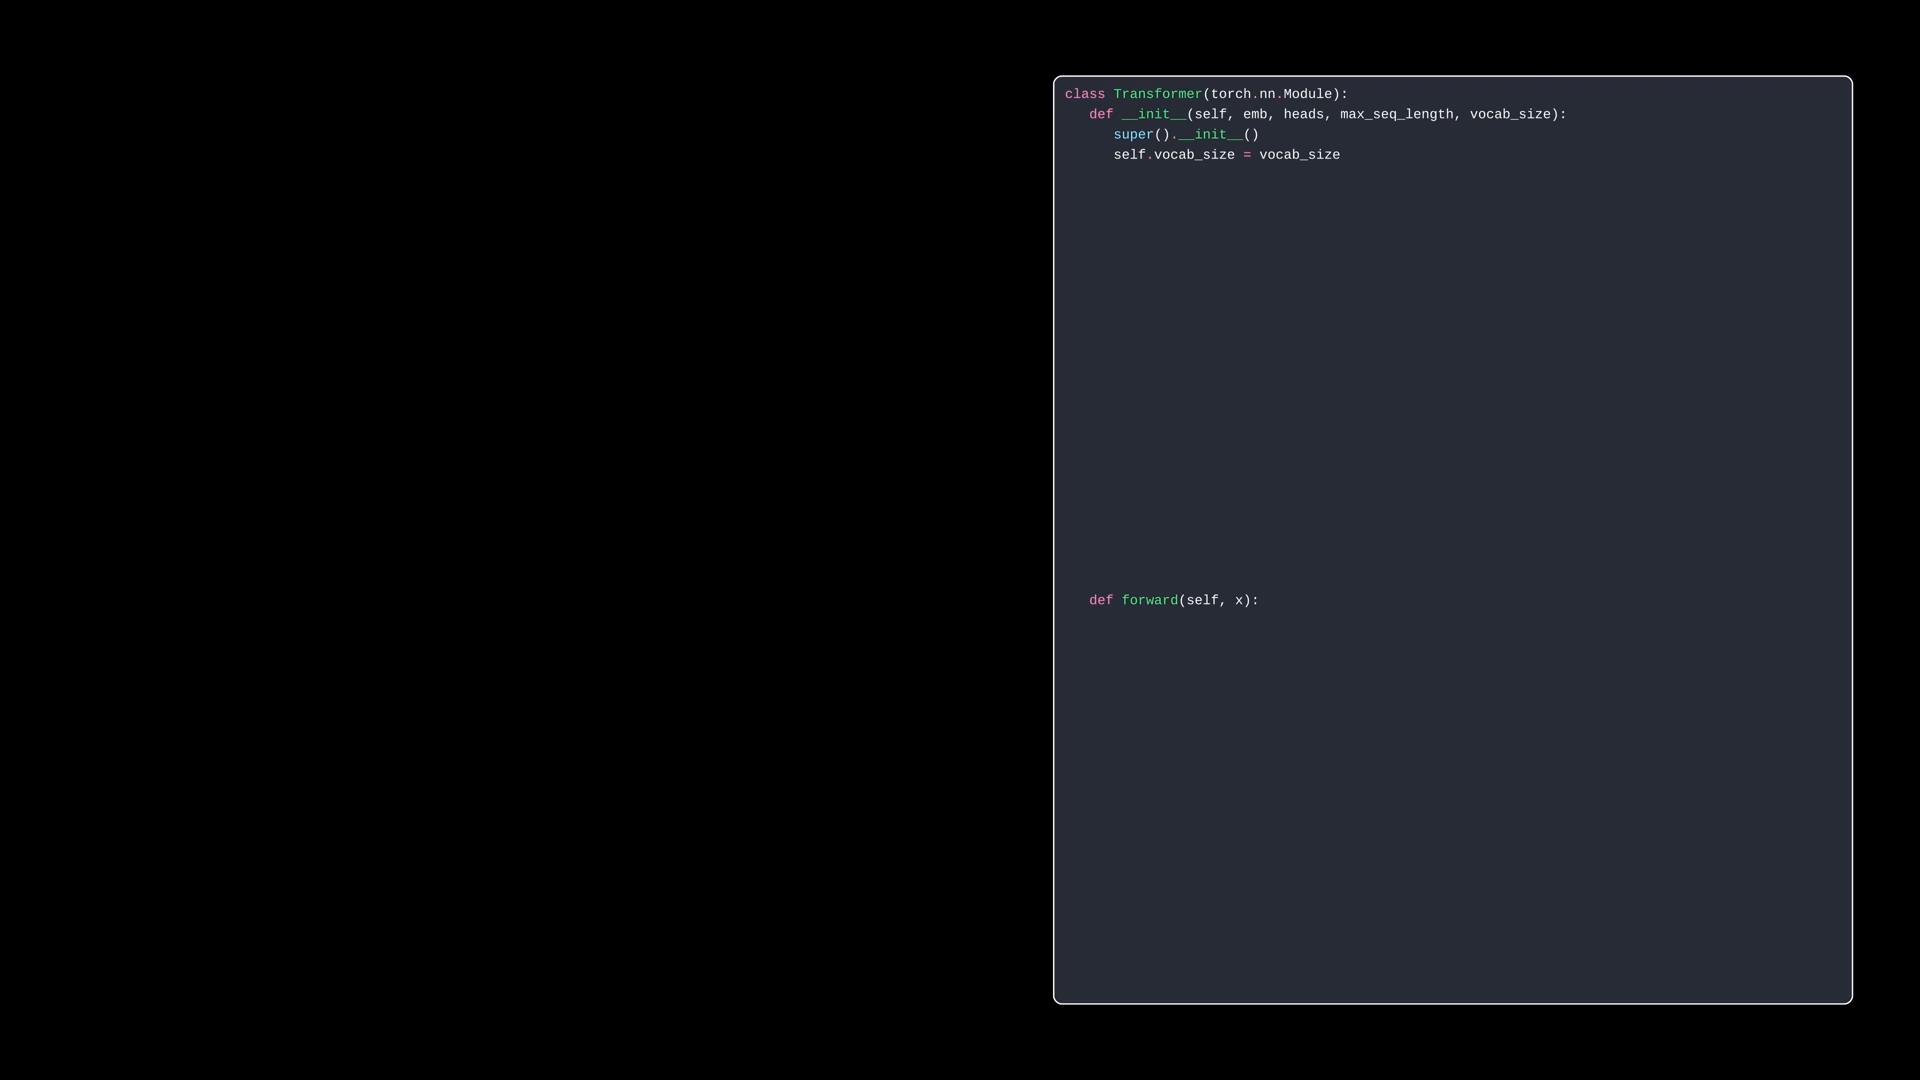 class Transformer(torch.nn.Module):
   def __init__(self, emb, heads, max_seq_length, vocab_size):
      super().__init__()
      self.vocab_size = vocab_size
   def forward(self, x):